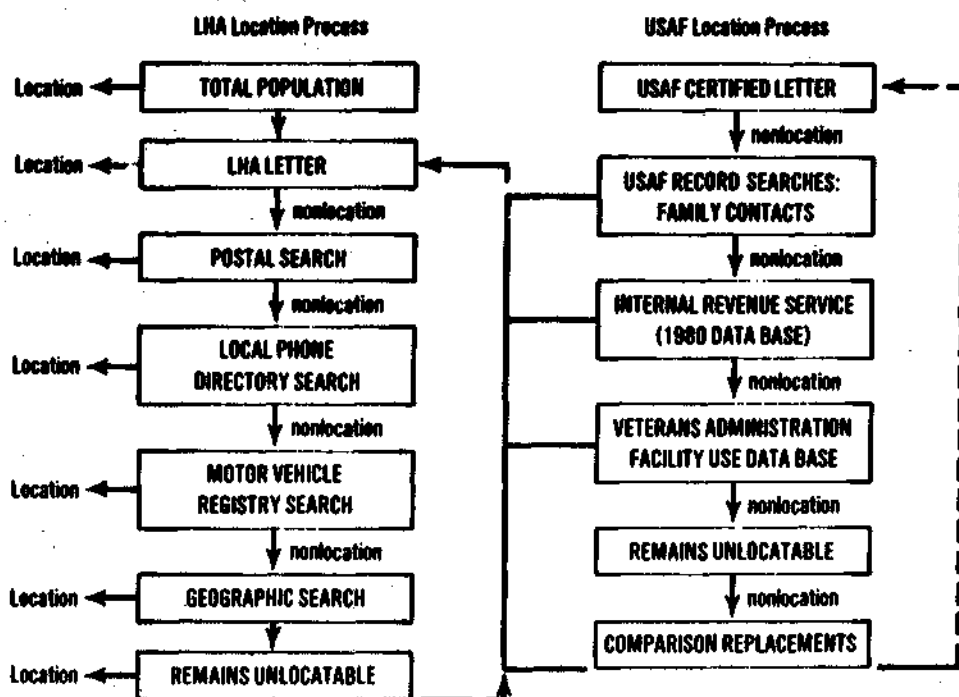 LHA Location Process
Location
TOTAL POPULATION
Location
LHA LETTER
nonlocation
Location
POSTAL SEARCH
nonlocation
Location
LOCAL PHONE
DIRECTORY SEARCH
nonlocation
Location
MOTOR VEHICLE
REGISTRY SEARCH
nonlocation
Location
GEOGRAPHIC SEARCH
Location
REMAINS UNLOCATABLE
USAF Location Process
USAF CERTIFIED LETTER
nonlocation
USAF RECORD SEARCHES:
FAMILY CONTACTS
nonlocation
INTERNAL REVENUE SERVICE
(1980 DATA BASE)
nonlocation
VETERANS ADMINISTRATION
FACILITY USE DATA BASE
nonlocation
REMAINS UNLOCATABLE
nonlocation
COMPARISON REPLACEMENTS